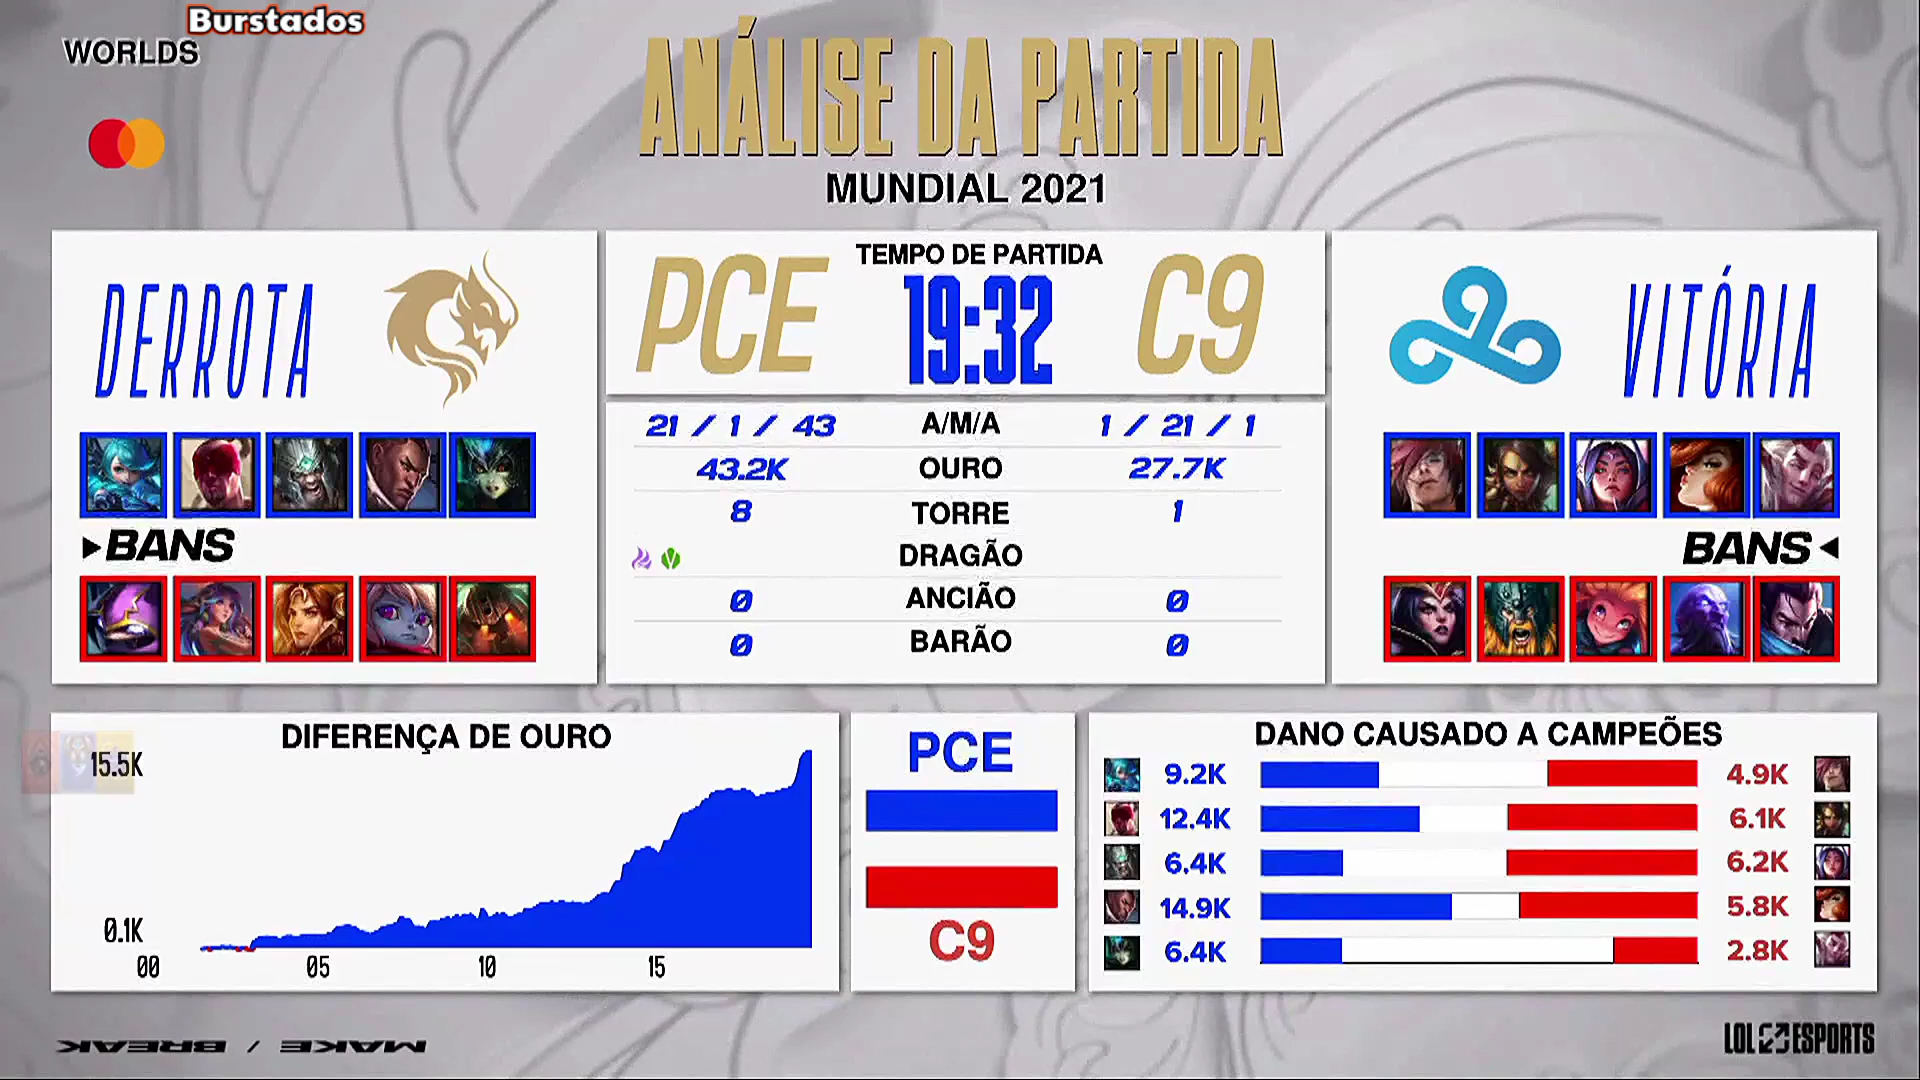 Burstados
WORLDS
ANÁLISE DA PARTIDA
MUNDIAL 2021
DERROTA
BANS
PCE
TEMPO DE PARTIDA
19:32
C9
21 / 1 / 43 A/M/A 1 / 21 / 1
43.2K OURO 27.7K
8 TORRE 1
DRAGÃO
0 ANCIÃO 0
0 BARÃO 0
VITÓRIA
BANS
DIFERENÇA DE OURO
15.5K
0.1K
00 05 10 15
PCE
C9
DANO CAUSADO A CAMPEÕES
9.2K 4.9K
12.4K 6.1K
6.4K 6.2K
14.9K 5.8K
6.4K 2.8K
MAKE / BREAK
LOL ESPORTS